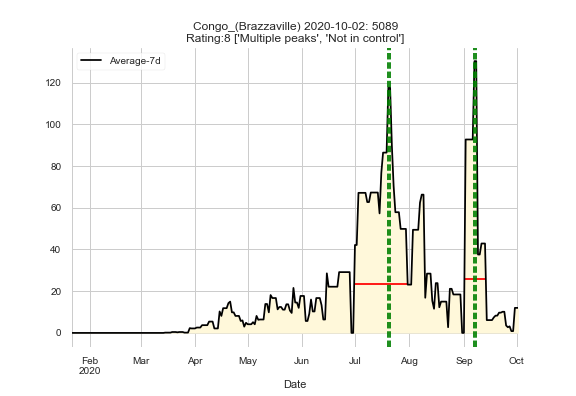 Congo_(Brazzaville) 2020-10-02: 5089
Rating:8 ['Multiple peaks', 'Not in control']
Average-7d
120
100
80
60
40
20
0
Feb Mar Apr May Jun Jul Aug Sep Oct
2020
Date